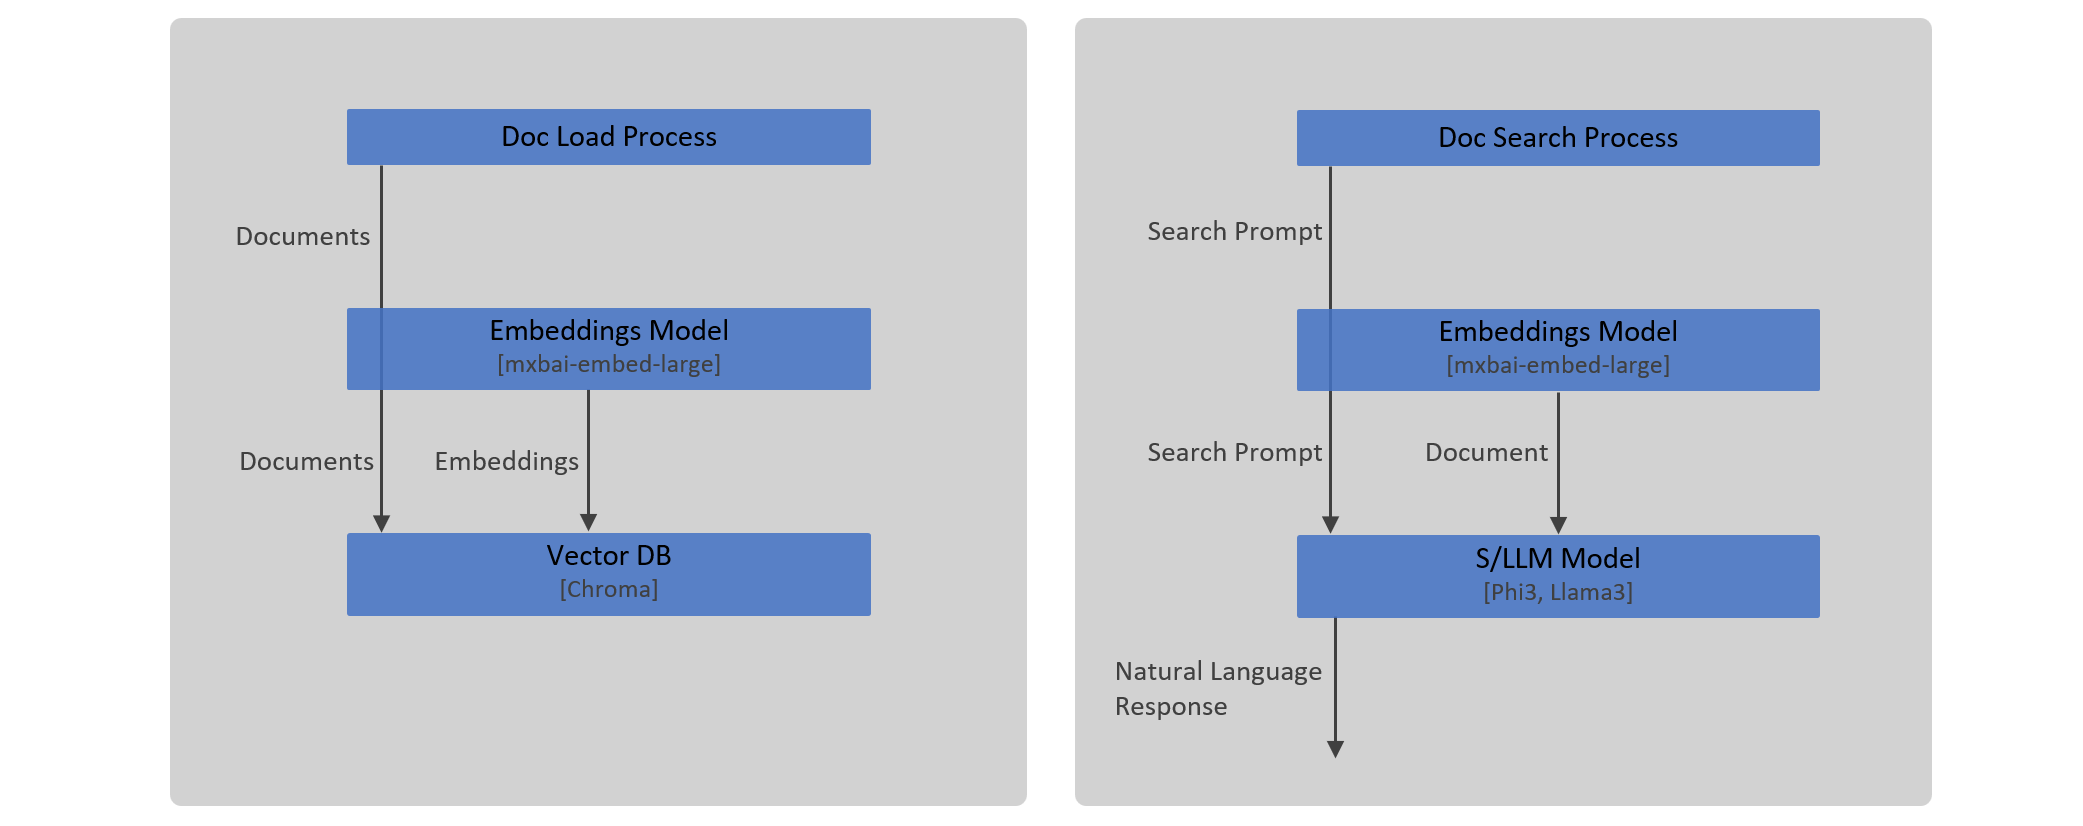 Doc Load Process
Documents
Embeddings Model
[mxbai-embed-large]
Documents
Embeddings
Vector DB
[Chroma]
Doc Search Process
Search Prompt
Embeddings Model
[mxbai-embed-large]
Search Prompt
Document
S/LLM Model
[Phi3, Llama3]
Natural Language
Response